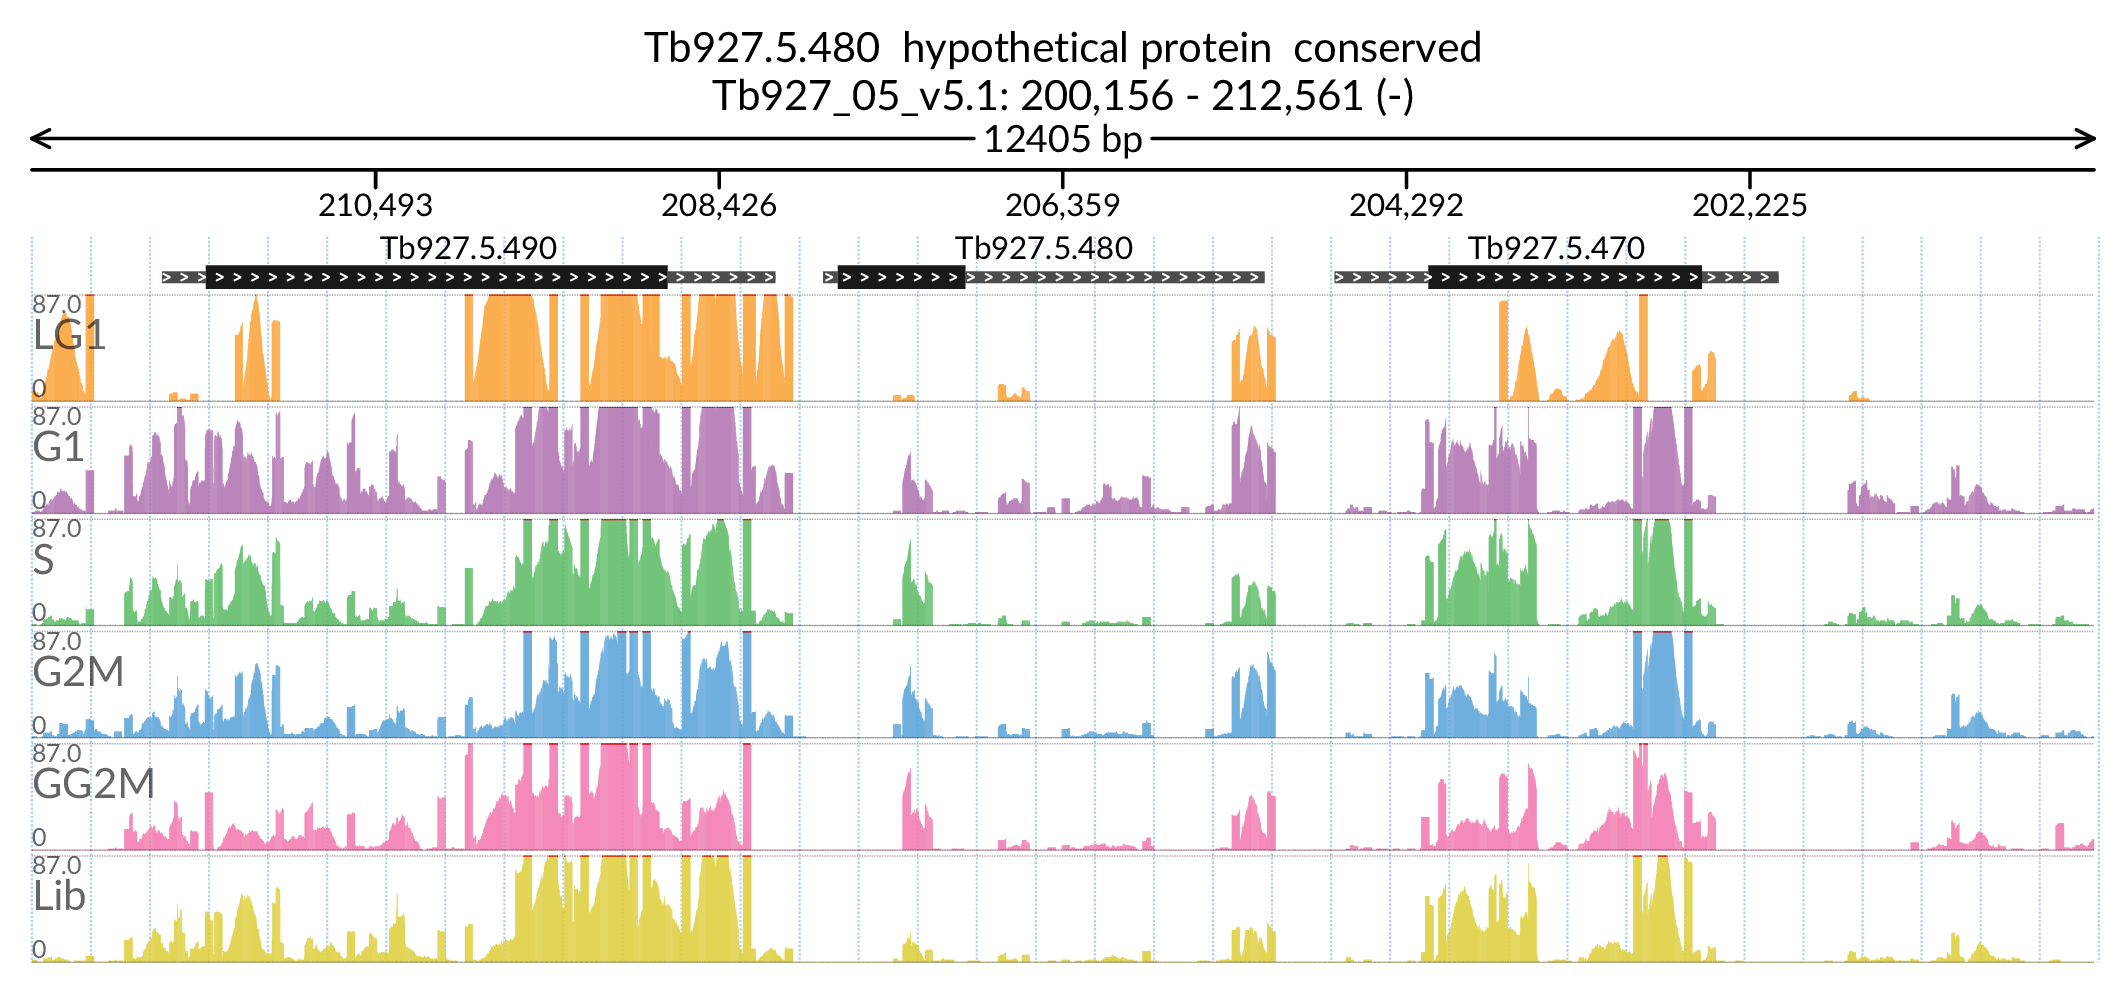 Tb927.5.480 hypothetical protein conserved
Tb927_05_v5.1: 200,156 - 212,561 (-)
12405 bp
210,493 208,426 206,359 204,292 202,225
Tb927.5.490 Tb927.5.480 Tb927.5.470
87.0
LG1
0
87.0
G1
0
87.0
S
0
87.0
G2M
0
87.0
GG2M
0
87.0
Lib
0